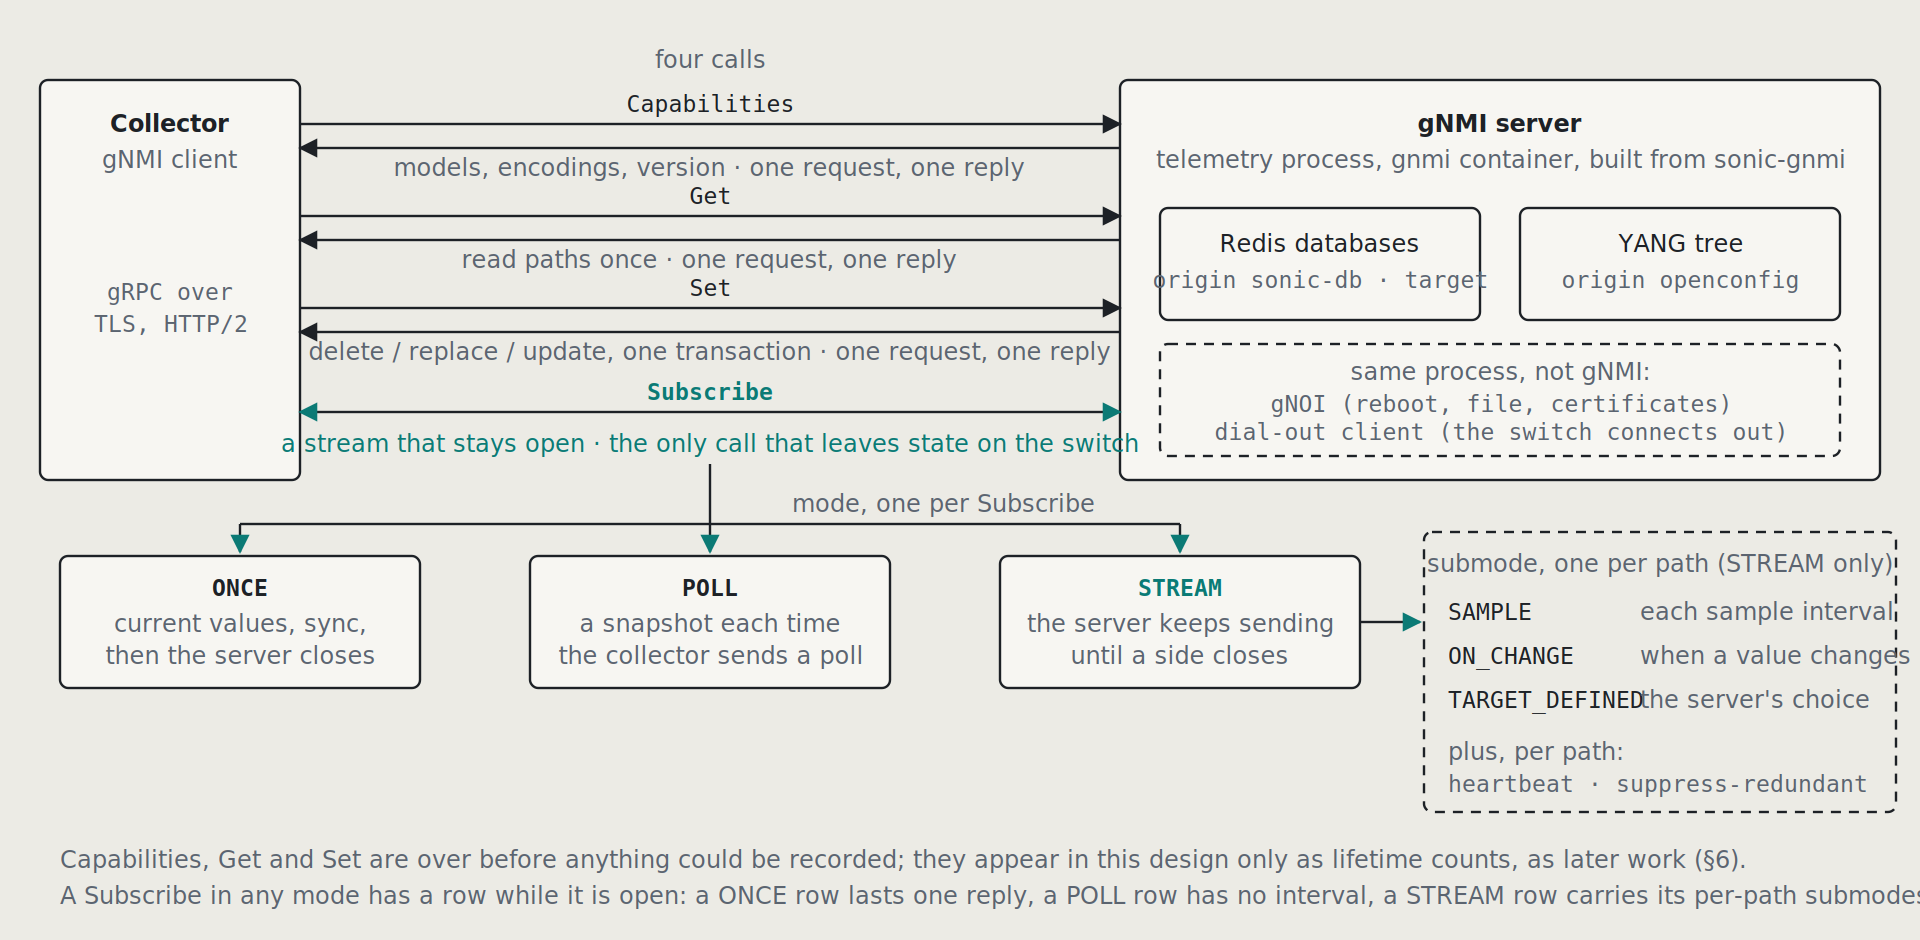 four calls
Collector
gNMI client
gRPC over
TLS, HTTP/2
Capabilities
models, encodings, version · one request, one reply
Get
read paths once · one request, one reply
Set
delete / replace / update, one transaction · one request, one reply
Subscribe
a stream that stays open · the only call that leaves state on the switch
gNMI server
telemetry process, gnmi container, built from sonic-gnmi
Redis databases
origin sonic-db · target
YANG tree
origin openconfig
same process, not gNMI:
gNOI (reboot, file, certificates)
dial-out client (the switch connects out)
mode, one per Subscribe
ONCE
current values, sync,
then the server closes
POLL
a snapshot each time
the collector sends a poll
STREAM
the server keeps sending
until a side closes
submode, one per path (STREAM only)
SAMPLE each sample interval
ON_CHANGE when a value changes
TARGET_DEFINED the server's choice
plus, per path:
heartbeat · suppress-redundant
Capabilities, Get and Set are over before anything could be recorded; they appear in this design only as lifetime counts, as later work (§6).
A Subscribe in any mode has a row while it is open: a ONCE row lasts one reply, a POLL row has no interval, a STREAM row carries its per-path submodes